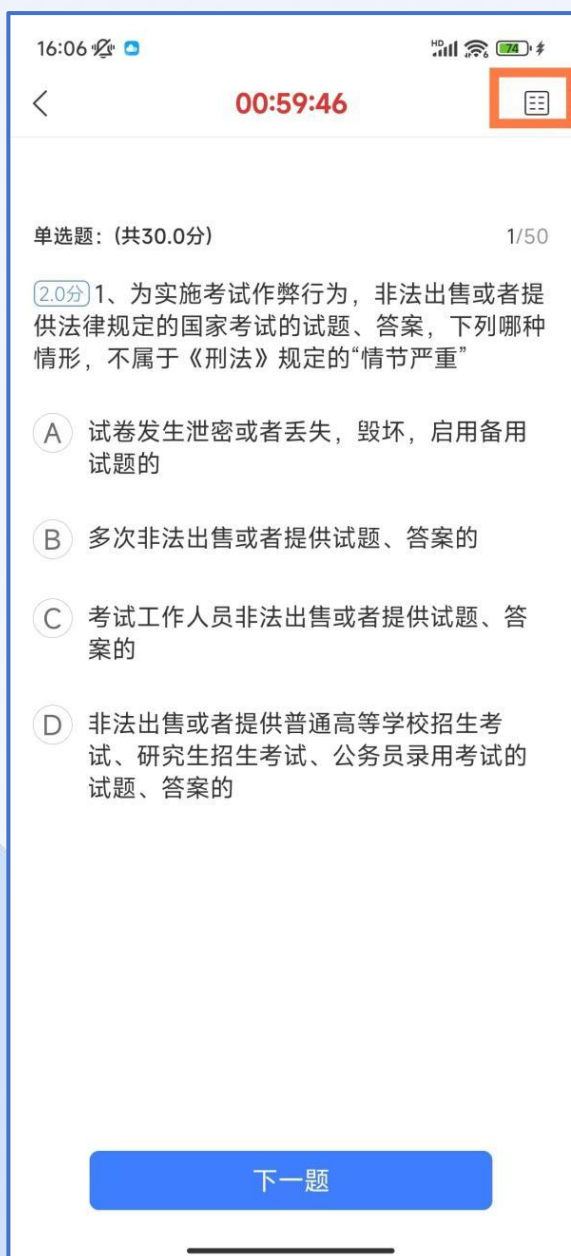 16:06
HD
6
74
00:59:46
单选题：(共30.0分)
1/50
2.0分 1、为实施考试作弊行为，非法出售或者提
供法律规定的国家考试的试题、答案，下列哪种
情形，不属于《刑法》规定的“情节严重”
A 试卷发生泄密或者丢失，毁坏，启用备用
试题的
B 多次非法出售或者提供试题、答案的
C 考试工作人员非法出售或者提供试题、答
案的
D 非法出售或者提供普通高等学校招生考
试、研究生招生考试、公务员录用考试的
试题、答案的
下一题